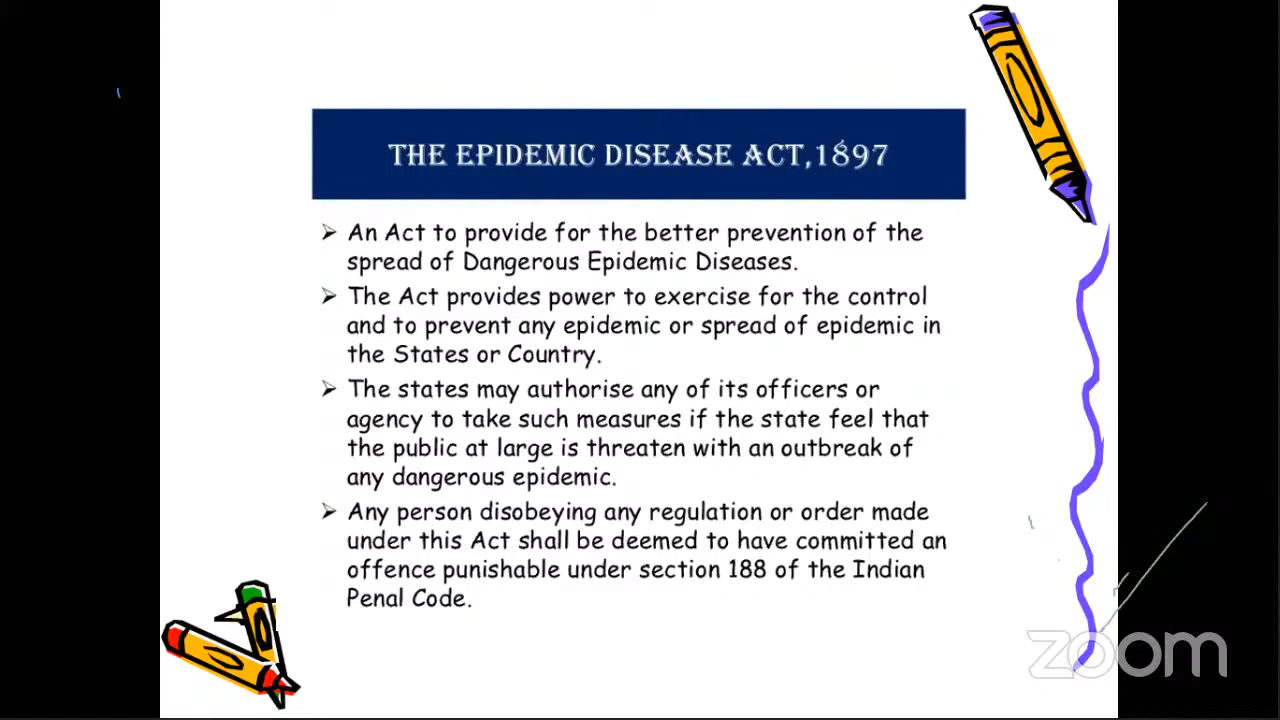 THE EPIDEMIC DISEASE ACT,1897
➢ An Act to provide for the better prevention of the
spread of Dangerous Epidemic Diseases.
➢ The Act provides power to exercise for the control
and to prevent any epidemic or spread of epidemic in
the States or Country.
➢ The states may authorise any of its officers or
agency to take such measures if the state feel that
the public at large is threaten with an outbreak of
any dangerous epidemic.
➢ Any person disobeying any regulation or order made
under this Act shall be deemed to have committed an
offence punishable under section 188 of the Indian
Penal Code.
zoom